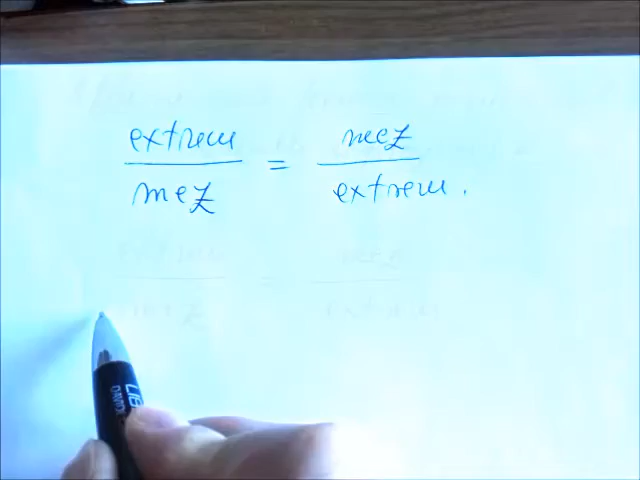 extrem / mez = mez / extrem.